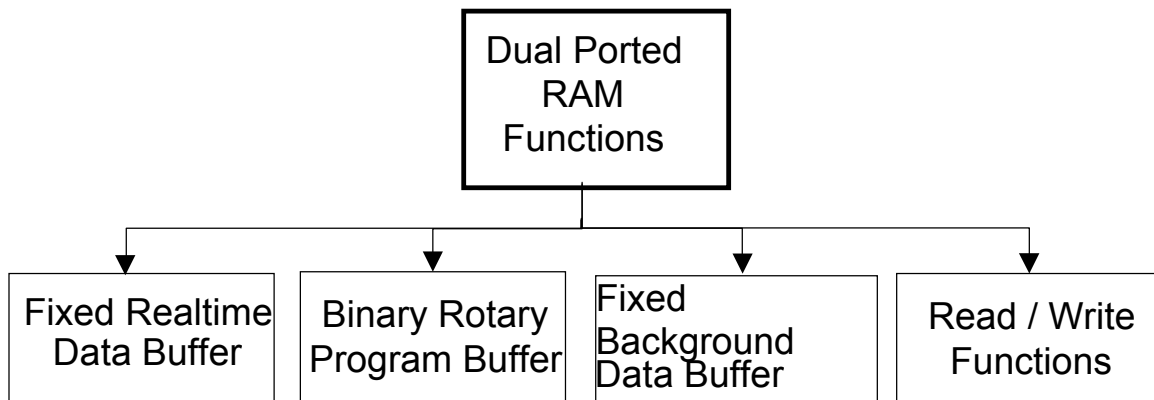 Dual Ported
RAM
Functions
Fixed Realtime
Data Buffer
Binary Rotary
Program Buffer
Fixed
Background
Data Buffer
Read / Write
Functions